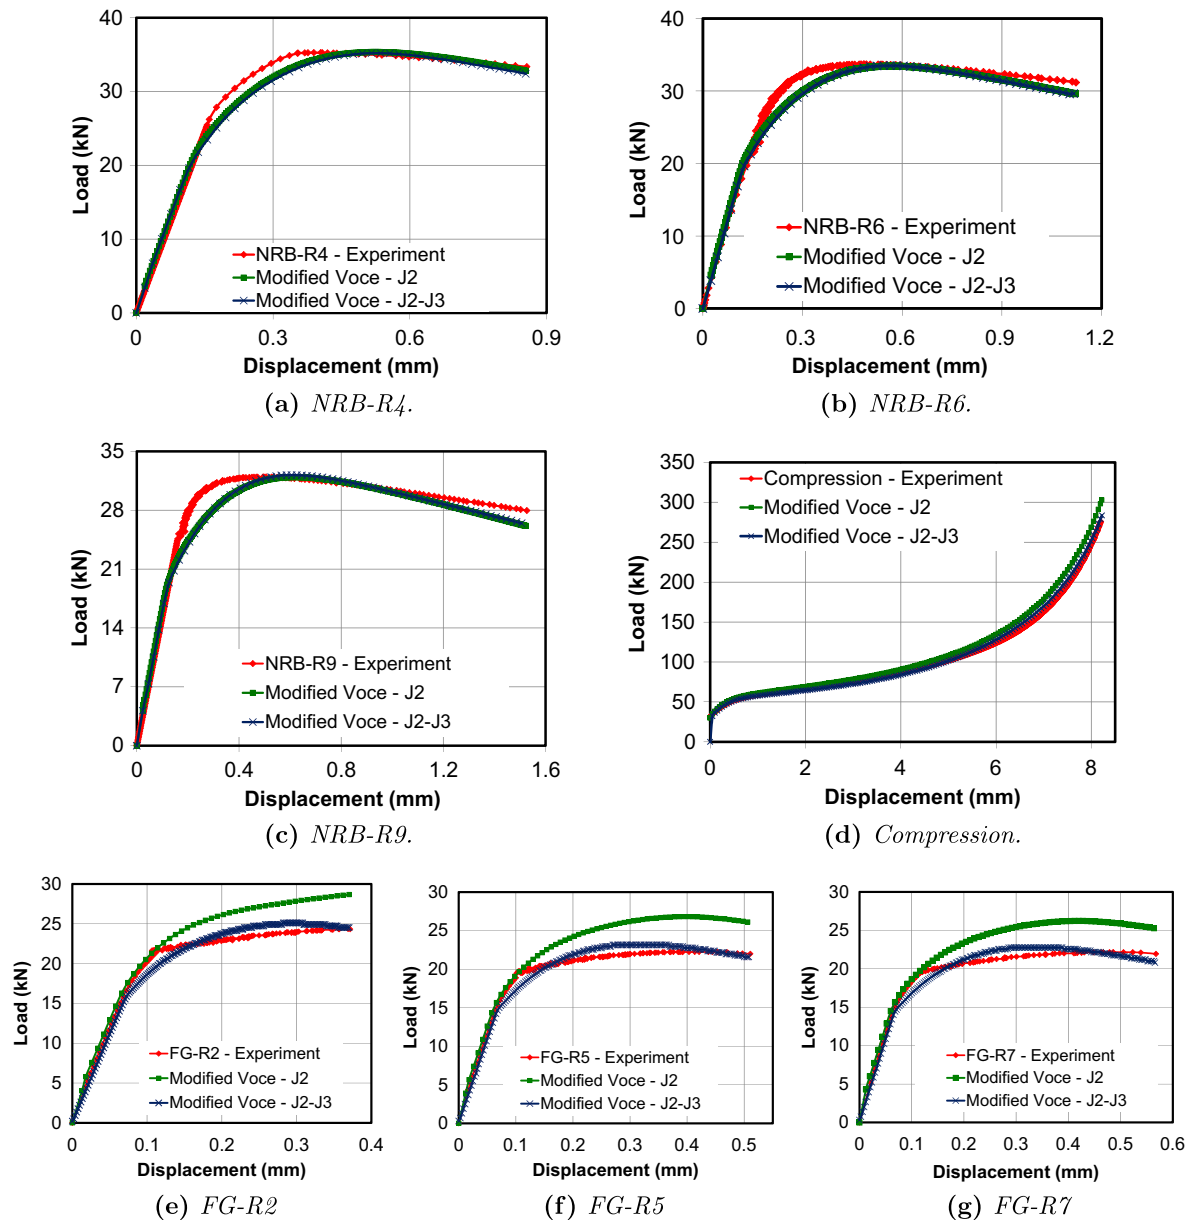 40
30
20
10
0
Load (kN)
NRB-R4 - Experiment
Modified Voce - J2
Modified Voce - J2-J3
0
0.3
0.6
0.9
Displacement (mm)
(a) NRB-R4.
40
30
20
10
0
Load (kN)
NRB-R6 - Experiment
Modified Voce - J2
Modified Voce - J2-J3
0
0.3
0.6
0.9
1.2
Displacement (mm)
(b) NRB-R6.
35
28
21
14
7
0
Load (kN)
NRB-R9 - Experiment
Modified Voce - J2
Modified Voce - J2-J3
0
0.4
0.8
1.2
1.6
Displacement (mm)
(c) NRB-R9.
350
300
250
200
150
100
50
0
Load (kN)
Compression - Experiment
Modified Voce - J2
Modified Voce - J2-J3
0
2
4
6
8
Displacement (mm)
(d) Compression.
30
25
20
15
10
5
0
Load (kN)
FG-R2 - Experiment
Modified Voce - J2
Modified Voce - J2-J3
0
0.1
0.2
0.3
0.4
Displacement (mm)
(e) FG-R2
30
25
20
15
10
5
0
Load (kN)
FG-R5 - Experiment
Modified Voce - J2
Modified Voce - J2-J3
0
0.1
0.2
0.3
0.4
0.5
Displacement (mm)
(f) FG-R5
30
25
20
15
10
5
0
Load (kN)
FG-R7 - Experiment
Modified Voce - J2
Modified Voce - J2-J3
0
0.1
0.2
0.3
0.4
0.5
0.6
Displacement (mm)
(g) FG-R7